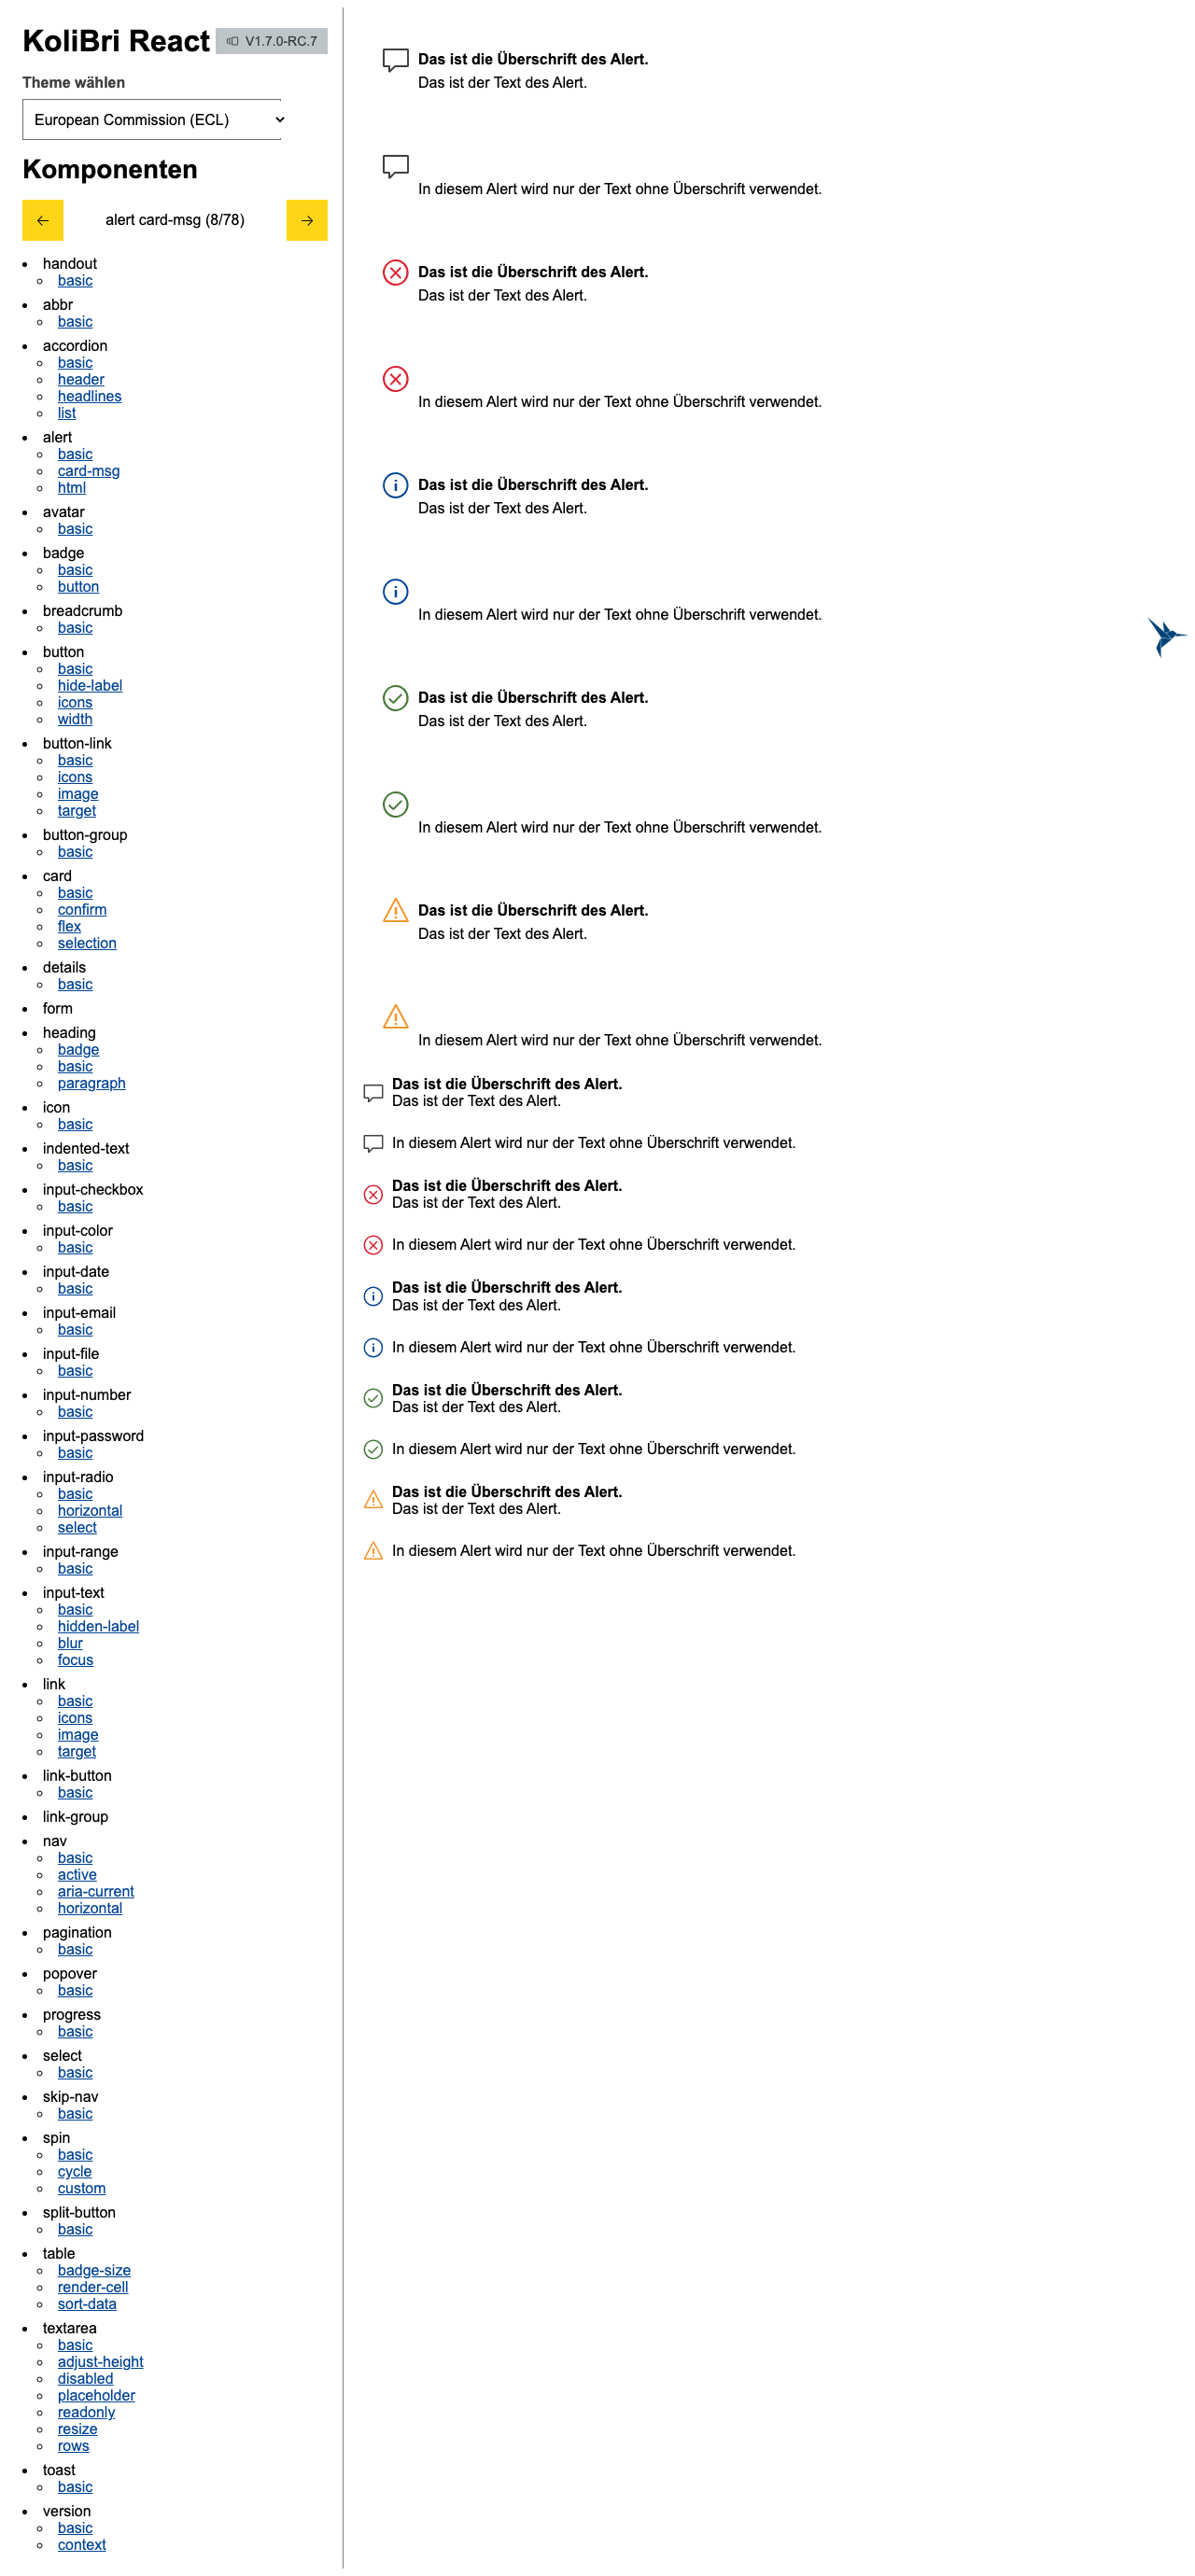 KoliBri React V1.7.0-RC.7
Theme wählen
European Commission (ECL)
Komponenten
alert card-msg (8/78)
handout
basic
abbr
basic
accordion
basic
header
headlines
list
alert
basic
card-msg
html
avatar
basic
badge
basic
button
breadcrumb
basic
button
basic
hide-label
icons
width
button-link
basic
icons
image
target
button-group
basic
card
basic
confirm
flex
selection
details
basic
form
heading
badge
basic
paragraph
icon
basic
indented-text
basic
input-checkbox
basic
input-color
basic
input-date
basic
input-email
basic
input-file
basic
input-number
basic
input-password
basic
input-radio
basic
horizontal
select
input-range
basic
input-text
basic
hidden-label
blur
focus
link
basic
icons
image
target
link-button
basic
link-group
nav
basic
active
aria-current
horizontal
pagination
basic
popover
basic
progress
basic
select
basic
skip-nav
basic
spin
basic
cycle
custom
split-button
basic
table
badge-size
render-cell
sort-data
textarea
basic
adjust-height
disabled
placeholder
readonly
resize
rows
toast
basic
version
basic
context
Das ist die Überschrift des Alert.
Das ist der Text des Alert.
In diesem Alert wird nur der Text ohne Überschrift verwendet.
Das ist die Überschrift des Alert.
Das ist der Text des Alert.
In diesem Alert wird nur der Text ohne Überschrift verwendet.
Das ist die Überschrift des Alert.
Das ist der Text des Alert.
In diesem Alert wird nur der Text ohne Überschrift verwendet.
Das ist die Überschrift des Alert.
Das ist der Text des Alert.
In diesem Alert wird nur der Text ohne Überschrift verwendet.
Das ist die Überschrift des Alert.
Das ist der Text des Alert.
In diesem Alert wird nur der Text ohne Überschrift verwendet.
Das ist die Überschrift des Alert.
Das ist der Text des Alert.
In diesem Alert wird nur der Text ohne Überschrift verwendet.
Das ist die Überschrift des Alert.
Das ist der Text des Alert.
In diesem Alert wird nur der Text ohne Überschrift verwendet.
Das ist die Überschrift des Alert.
Das ist der Text des Alert.
In diesem Alert wird nur der Text ohne Überschrift verwendet.
Das ist die Überschrift des Alert.
Das ist der Text des Alert.
In diesem Alert wird nur der Text ohne Überschrift verwendet.
Das ist die Überschrift des Alert.
Das ist der Text des Alert.
In diesem Alert wird nur der Text ohne Überschrift verwendet.